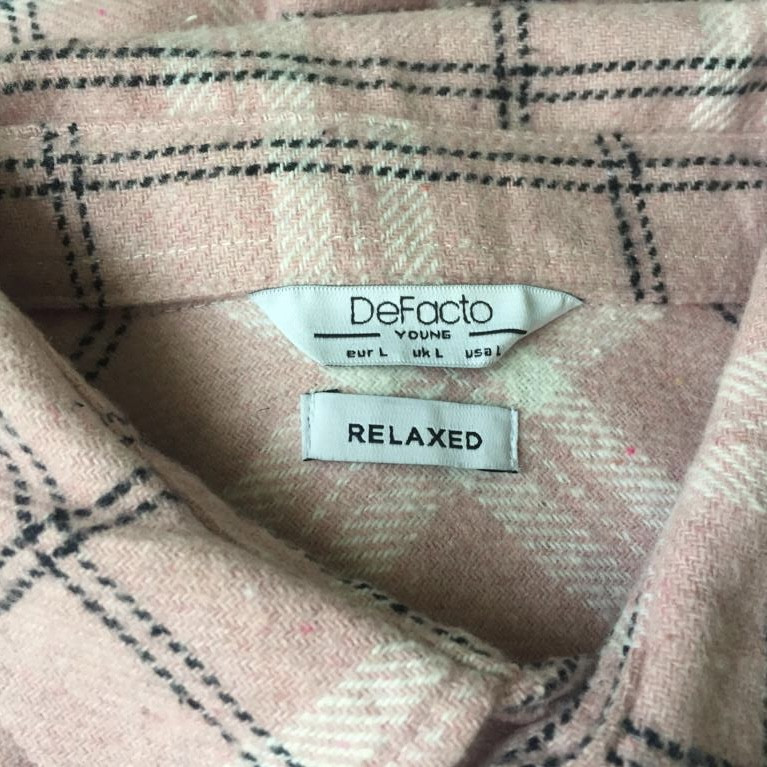 DeFacto
YOUNG
eur L uk L usa L
RELAXED